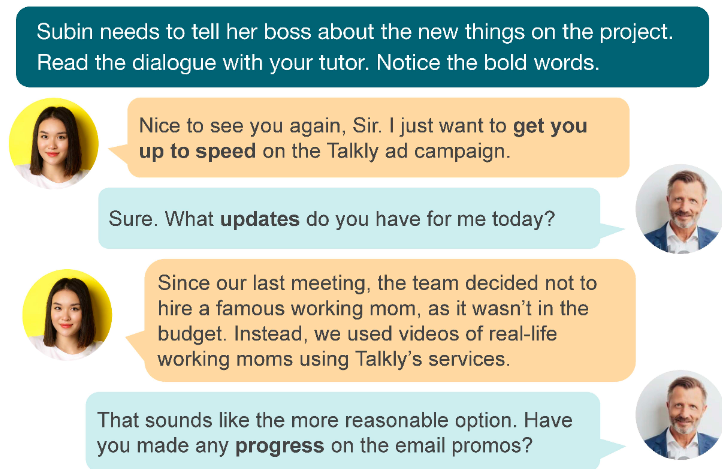 Subin needs to tell her boss about the new things on the project.
Read the dialogue with your tutor. Notice the bold words.
Nice to see you again, Sir. I just want to get you
up to speed on the Talkly ad campaign.
Sure. What updates do you have for me today?
Since our last meeting, the team decided not to
hire a famous working mom, as it wasn’t in the
budget. Instead, we used videos of real-life
working moms using Talkly’s services.
That sounds like the more reasonable option. Have
you made any progress on the email promos?